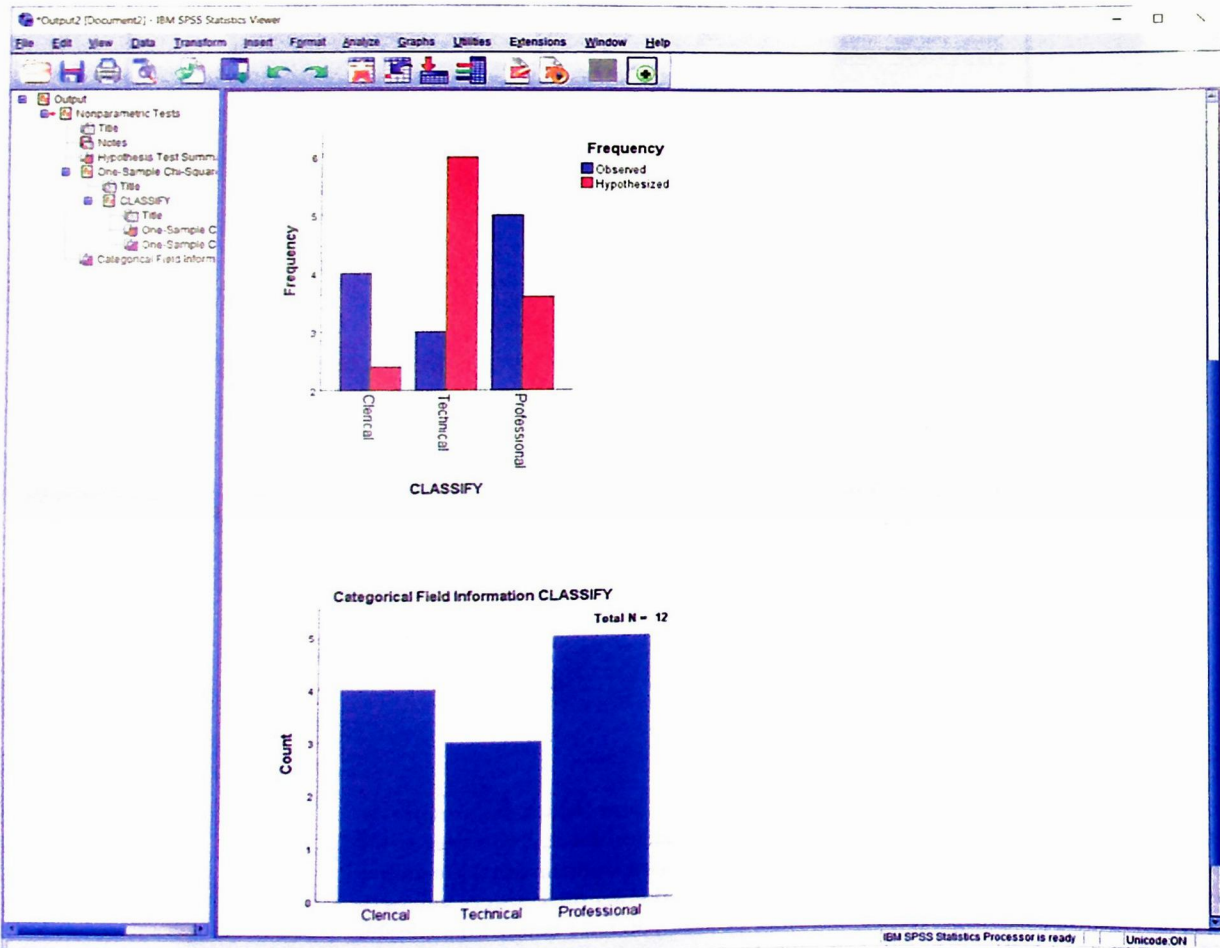 *Output2 [Document2] - IBM SPSS Statistics Viewer
File Edit View Data Transform Insert Format Analyze Graphs Utilities Extensions Window Help
Output
Nonparametric Tests
Title
Notes
Hypothesis Test Summ
One-Sample Chi-Squar
Title
CLASSIFY
Title
One-Sample C
One-Sample C
Categorical Field Inform
Frequency
Observed
Hypothesized
Frequency
6
5
4
3
2
Clerical
Technical
Professional
CLASSIFY
Categorical Field Information CLASSIFY
Total N = 12
Count
5
4
3
2
1
0
Clerical Technical Professional
IBM SPSS Statistics Processor is ready
Unicode:ON